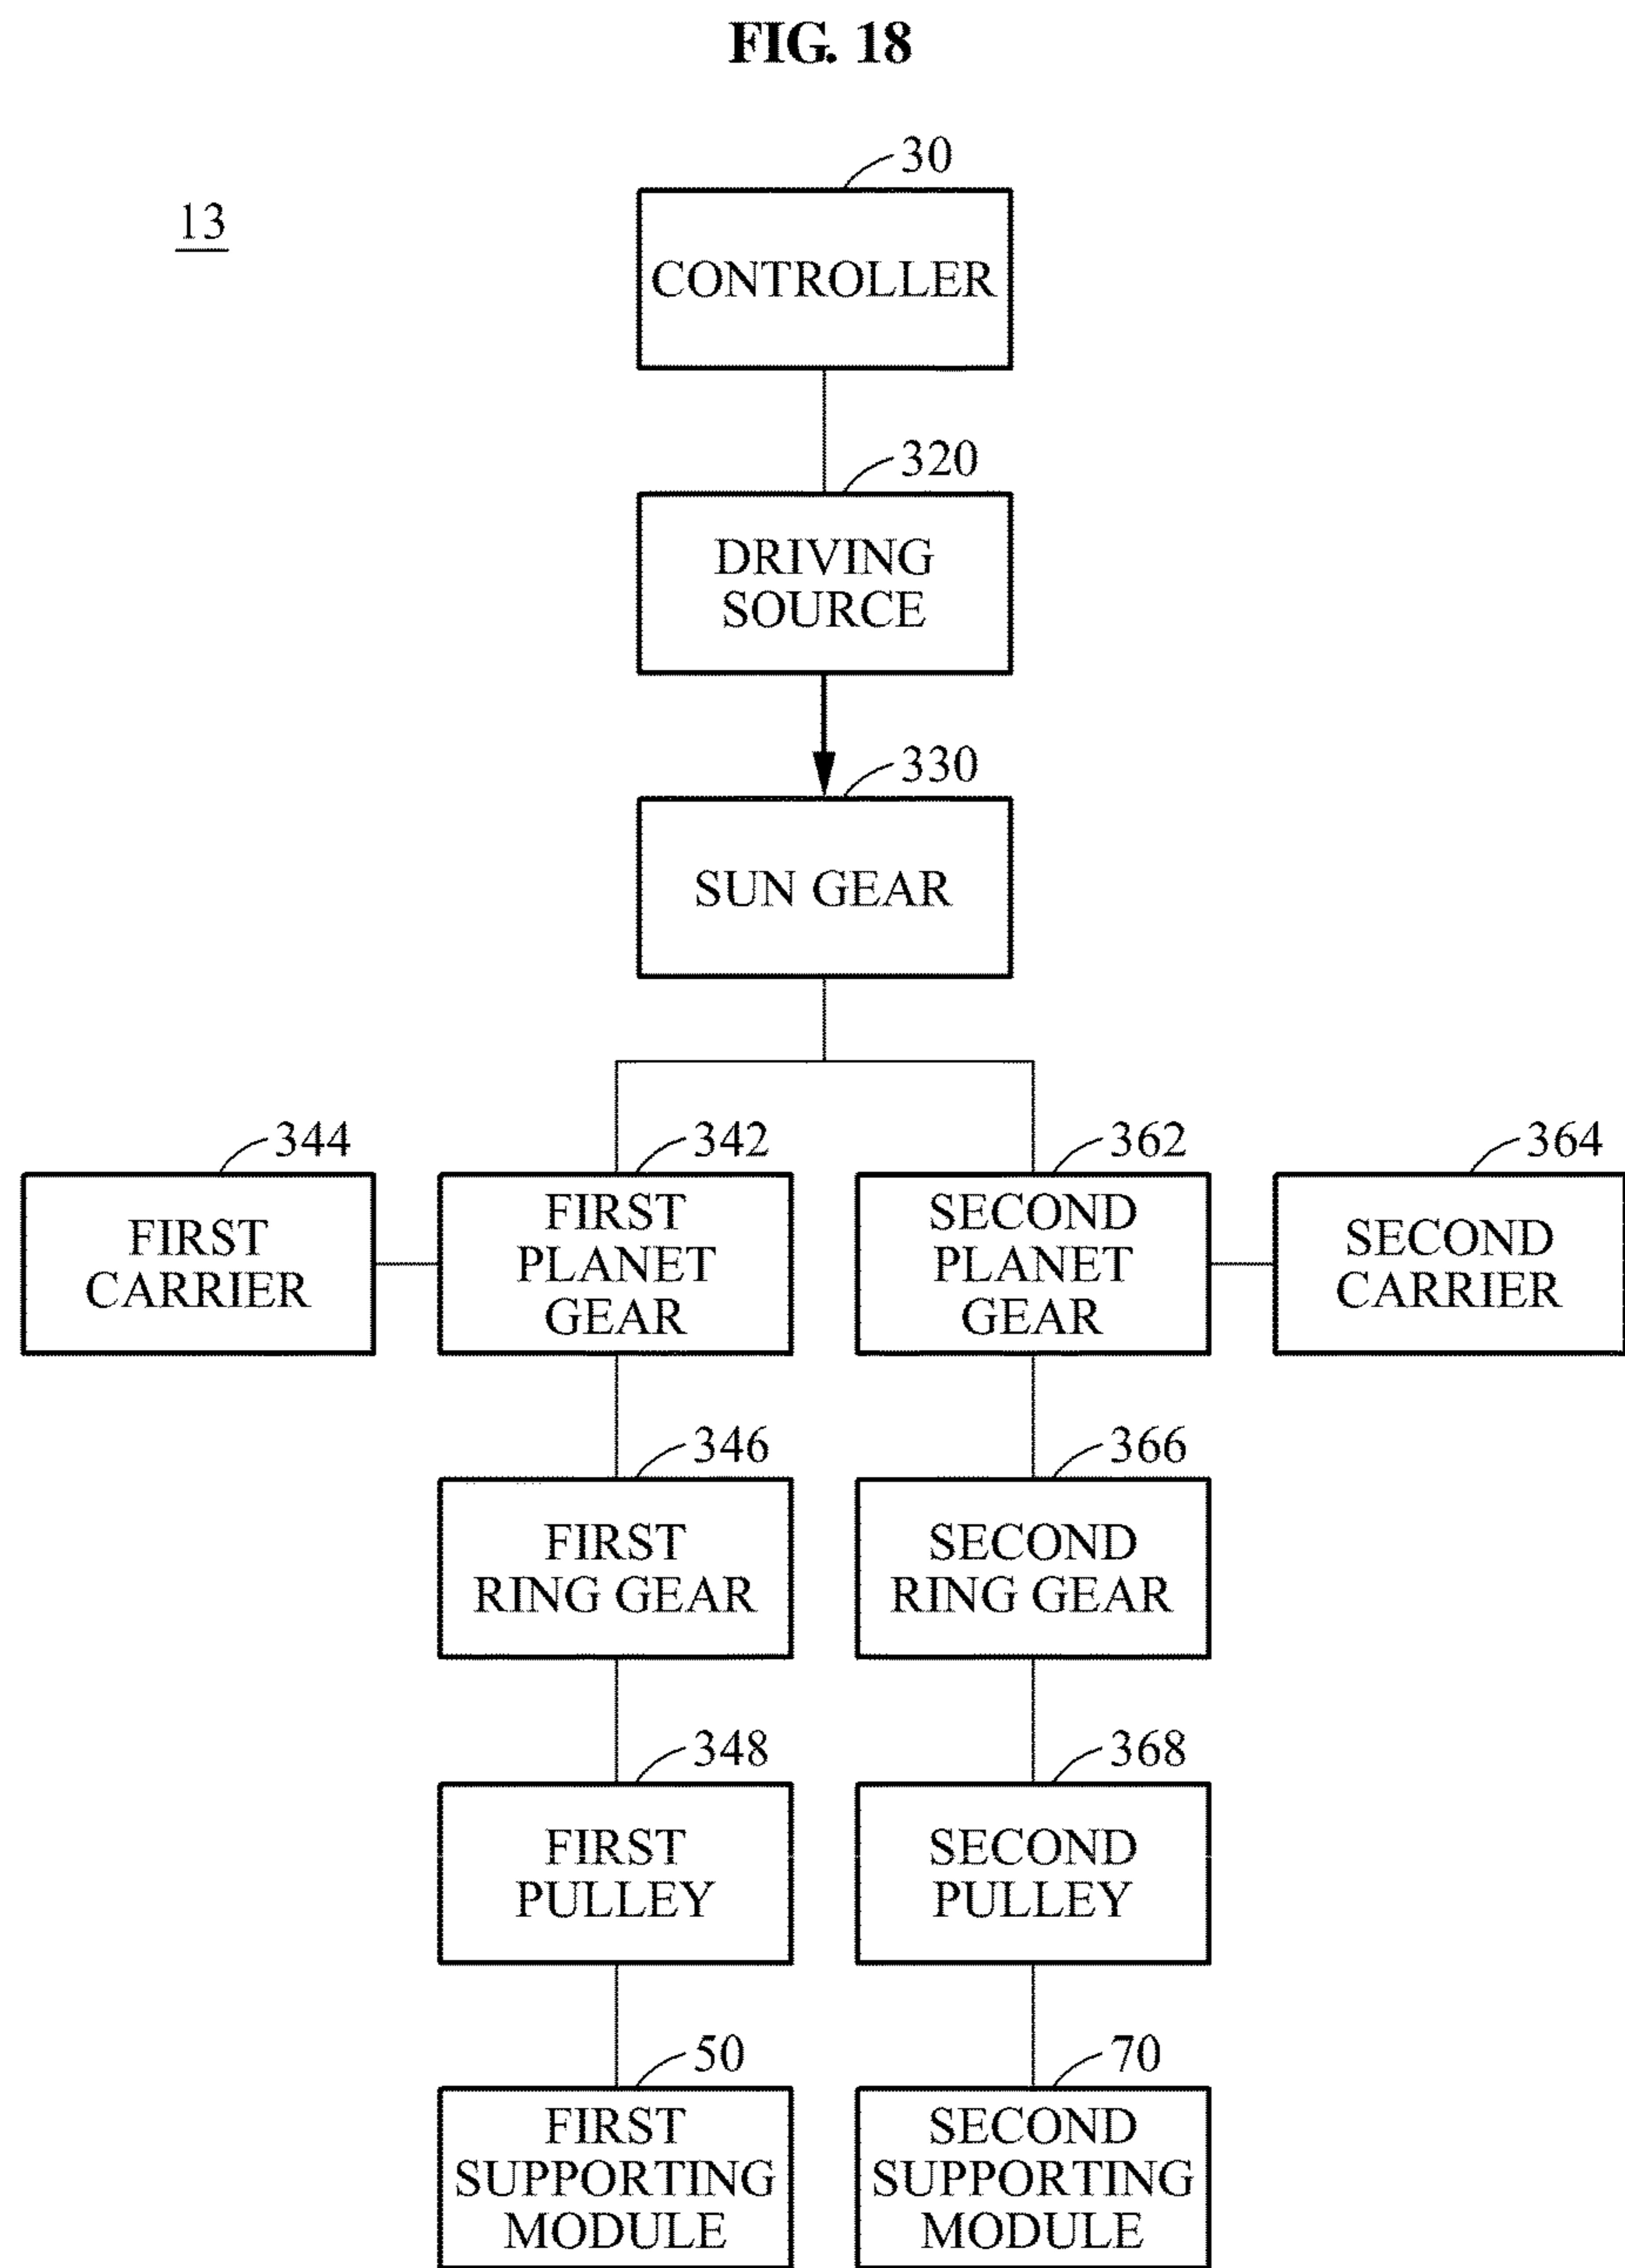 FIG. 18
13
30
CONTROLLER
320
DRIVING
SOURCE
330
SUN GEAR
344
FIRST
CARRIER
342
FIRST
PLANET
GEAR
362
SECOND
PLANET
GEAR
364
SECOND
CARRIER
346
FIRST
RING GEAR
366
SECOND
RING GEAR
348
FIRST
PULLEY
368
SECOND
PULLEY
50
FIRST
SUPPORTING
MODULE
70
SECOND
SUPPORTING
MODULE